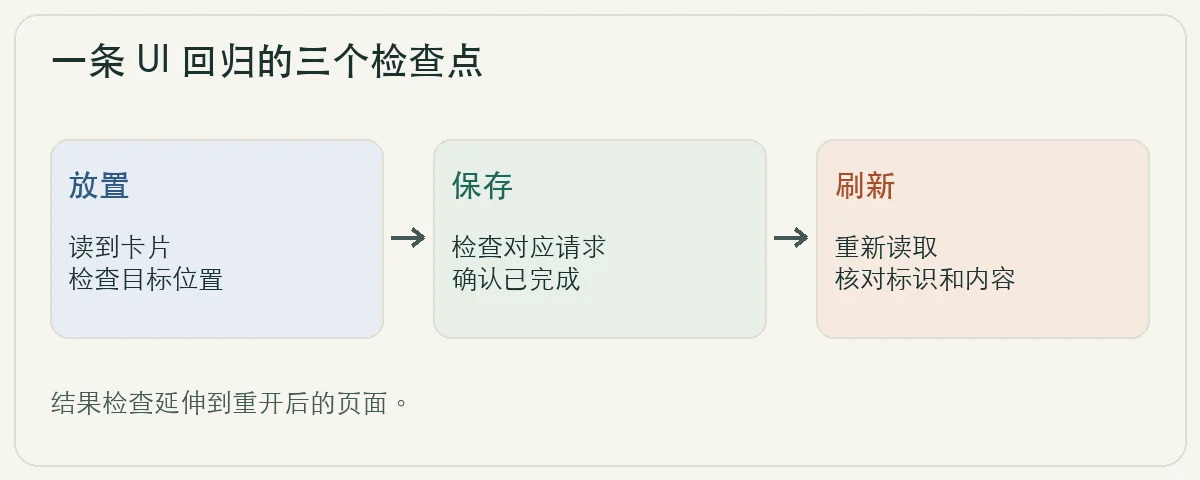 一条 UI 回归的三个检查点
放置
读到卡片
检查目标位置
保存
检查对应请求
确认已完成
刷新
重新读取
核对标识和内容
结果检查延伸到重开后的页面。